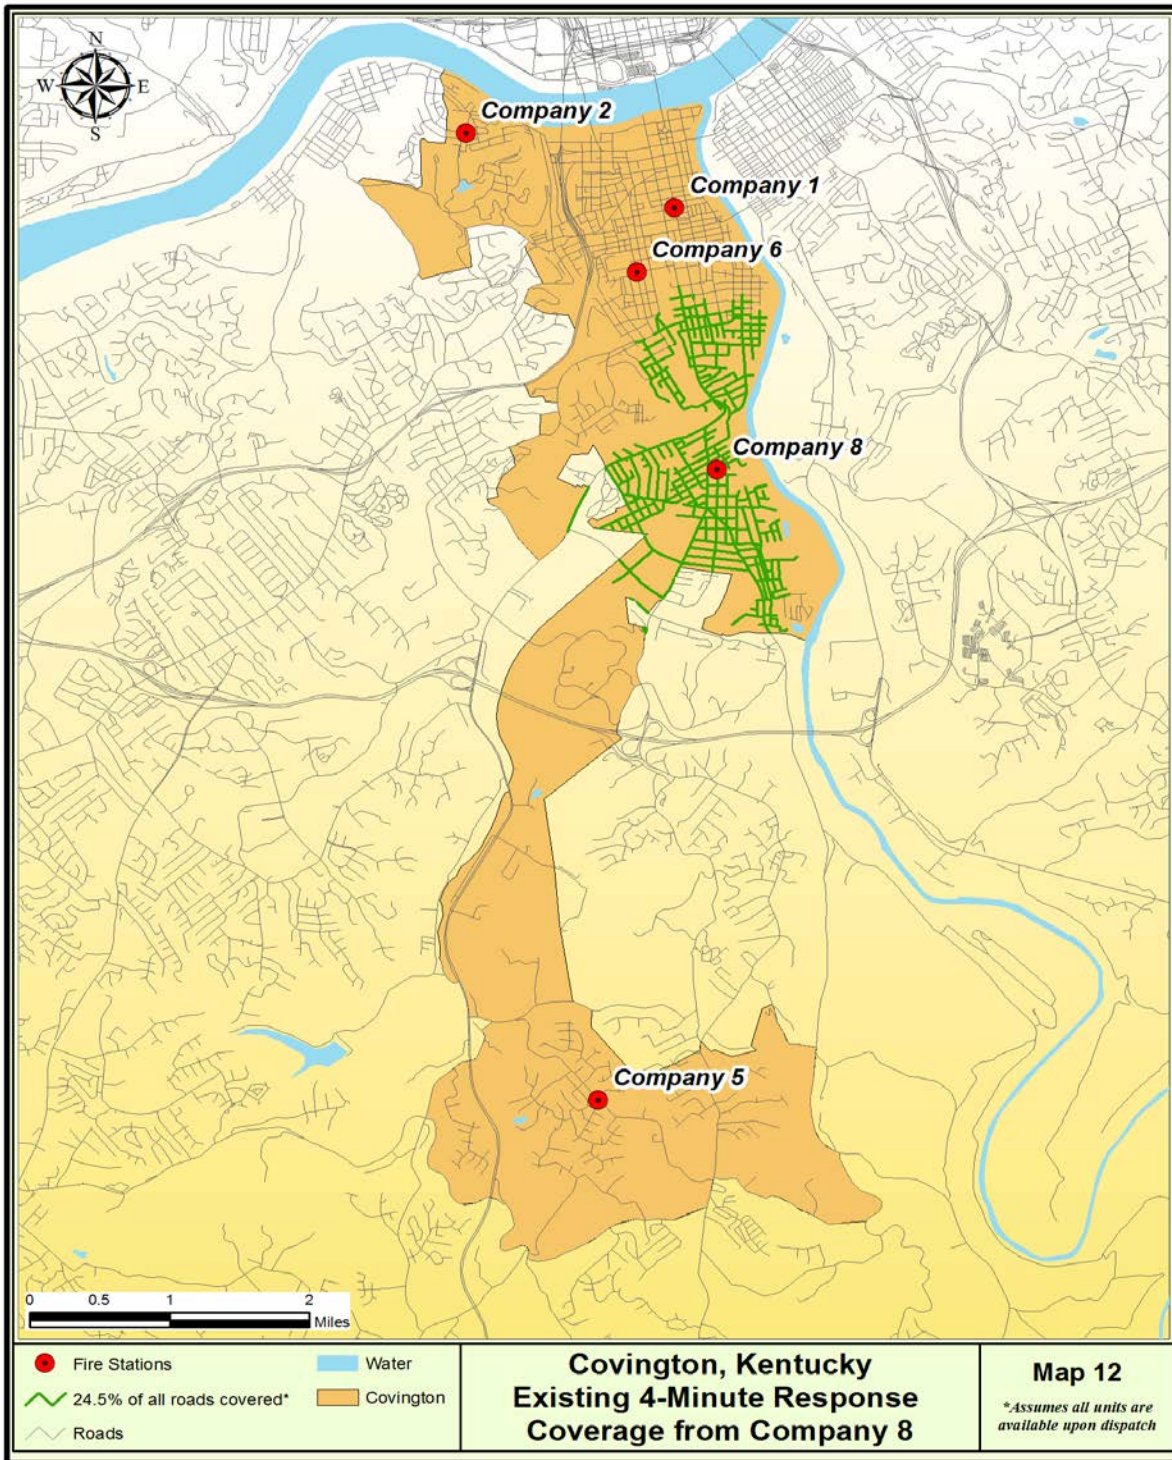 N
W E
S
Company 2
Company 1
Company 6
Company 8
Company 5
0 0.5 1 2
Miles
Fire Stations
24.5% of all roads covered*
Roads
Water
Covington
Covington, Kentucky
Existing 4-Minute Response
Coverage from Company 8
Map 12
*Assumes all units are
available upon dispatch